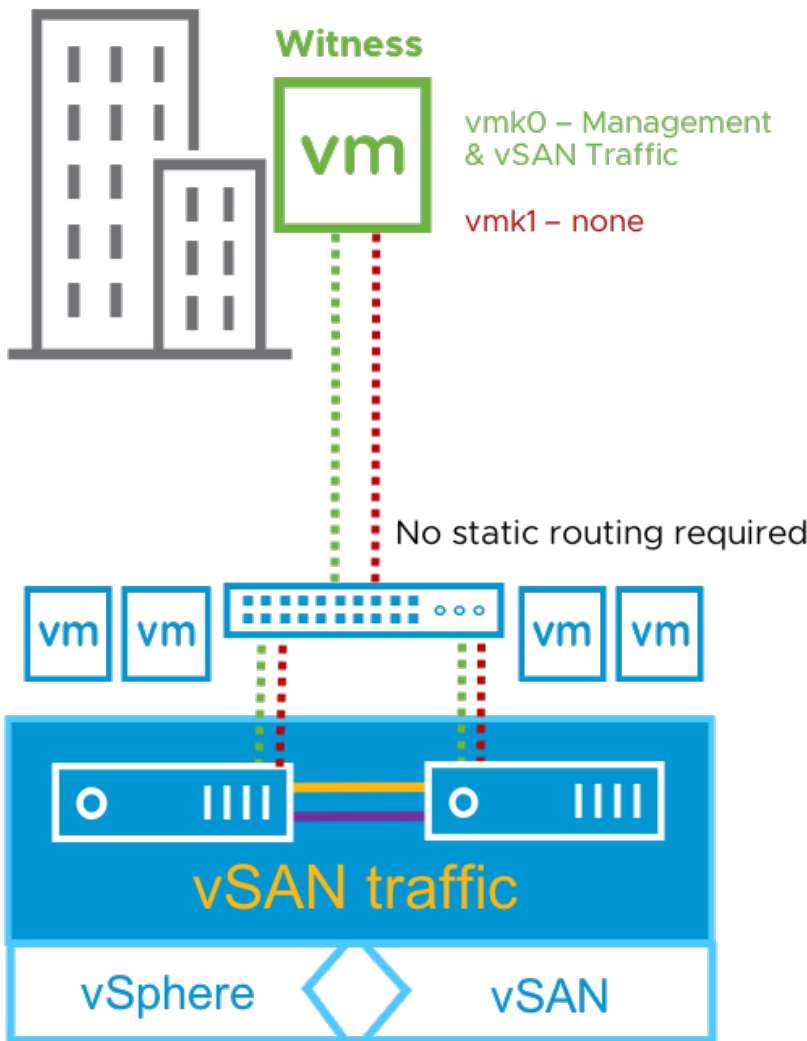 Witness
vm
vmk0 – Management
& vSAN Traffic
vmk1 – none
No static routing required
vm
vm
vm
vm
vSAN traffic
vSphere
vSAN